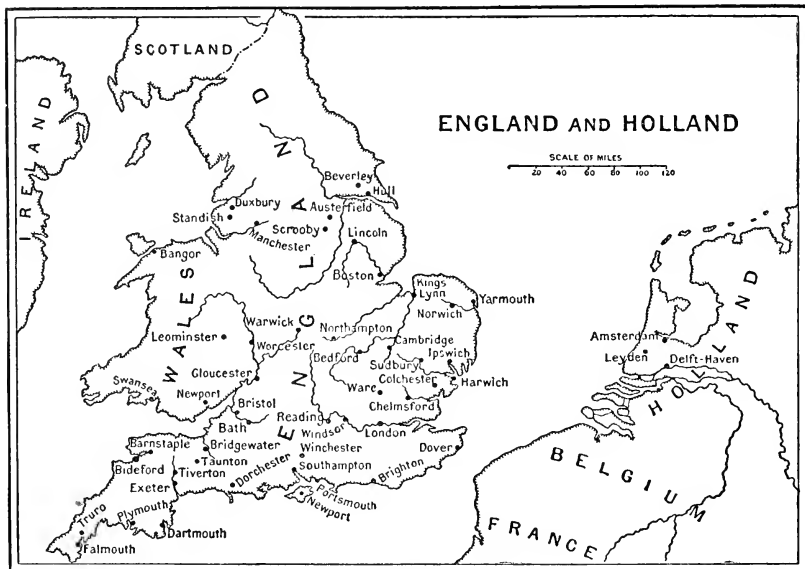 SCOTLAND
IRELAND
ENGLAND AND HOLLAND
SCALE OF MILES
20 40 60 80 100 120
ENGLAND
WALES
HOLLAND
BELGIUM
FRANCE
Beverley
Hull
Duxbury
Standish
Manchester
Austerfield
Scrooby
Lincoln
Boston
Bangor
Kings
Lynn
Yarmouth
Norwich
Leominster
Warwick
Worcester
Northampton
Bedford
Cambridge
Sudbury
Ipswich
Colchester
Harwich
Ware
Chelmsford
Gloucester
Swansea
Newport
Bristol
Bath
Reading
Windsor
London
Dover
Barnstaple
Bridgewater
Winchester
Bideford
Taunton
Tiverton
Dorchester
Southampton
Brighton
Exeter
Portsmouth
Newport
Plymouth
Truro
Dartmouth
Falmouth
Amsterdam
Leyden
Delft-Haven